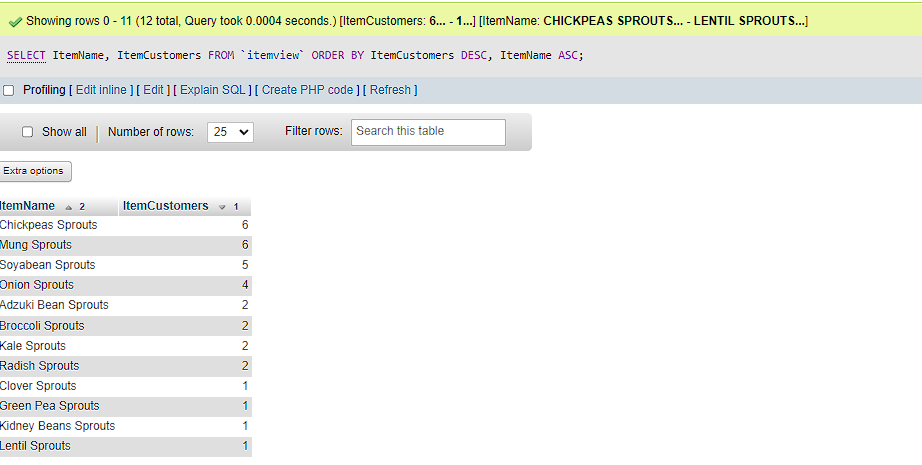 Showing rows 0 - 11 (12 total, Query took 0.0004 seconds.) [ItemCustomers: 6... - 1...] [ItemName: CHICKPEAS SPROUTS... - LENTIL SPROUTS...]
SELECT ItemName, ItemCustomers FROM `itemview` ORDER BY ItemCustomers DESC, ItemName ASC;
Profiling [ Edit inline ] [ Edit ] [ Explain SQL ] [ Create PHP code ] [ Refresh ]
Show all | Number of rows: 25 Filter rows: Search this table
Extra options
ItemName 2 ItemCustomers 1
Chickpeas Sprouts 6
Mung Sprouts 6
Soyabean Sprouts 5
Onion Sprouts 4
Adzuki Bean Sprouts 2
Broccoli Sprouts 2
Kale Sprouts 2
Radish Sprouts 2
Clover Sprouts 1
Green Pea Sprouts 1
Kidney Beans Sprouts 1
Lentil Sprouts 1